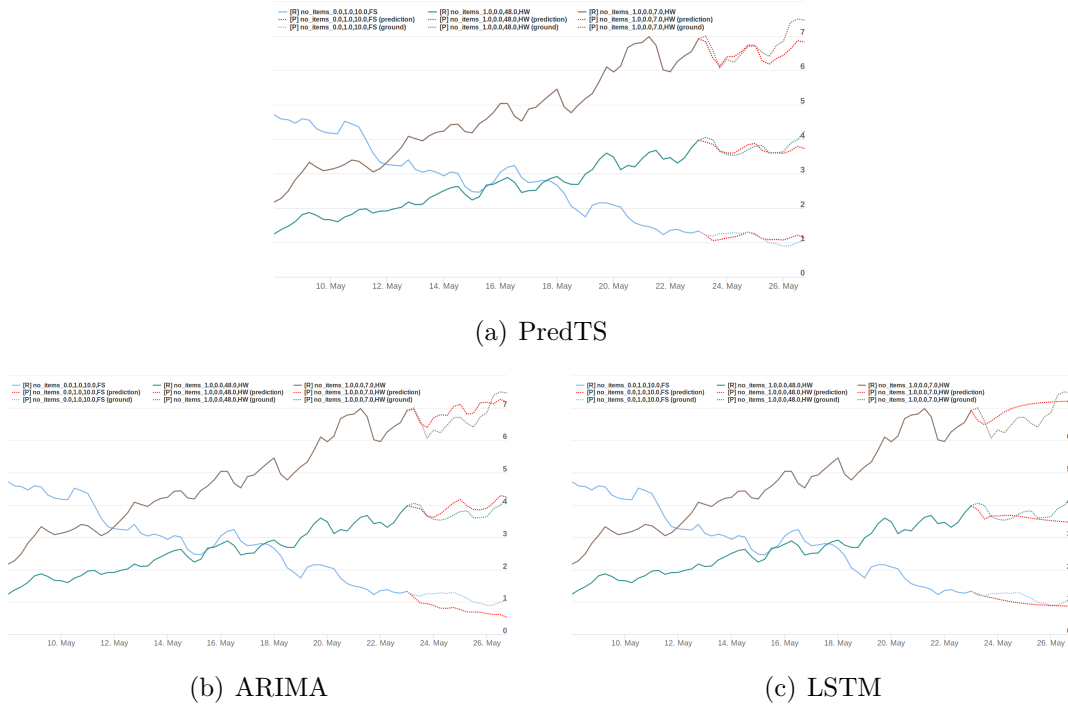 [R] no_items_0.0,1.0,10.0,FS [R] no_items_1.0,0.0,48.0,HW [R] no_items_1.0,0.0,7.0,HW
[P] no_items_0.0,1.0,10.0,FS (prediction) [P] no_items_1.0,0.0,48.0,HW (prediction) [P] no_items_1.0,0.0,7.0,HW (prediction)
[P] no_items_0.0,1.0,10.0,FS (ground) [P] no_items_1.0,0.0,48.0,HW (ground) [P] no_items_1.0,0.0,7.0,HW (ground)
7
6
5
4
3
2
1
0
10. May 12. May 14. May 16. May 18. May 20. May 22. May 24. May 26. May
(a) PredTS
[R] no_items_0.0,1.0,10.0,FS [R] no_items_1.0,0.0,48.0,HW [R] no_items_1.0,0.0,7.0,HW
[P] no_items_0.0,1.0,10.0,FS (prediction) [P] no_items_1.0,0.0,48.0,HW (prediction) [P] no_items_1.0,0.0,7.0,HW (prediction)
[P] no_items_0.0,1.0,10.0,FS (ground) [P] no_items_1.0,0.0,48.0,HW (ground) [P] no_items_1.0,0.0,7.0,HW (ground)
7
6
5
4
3
2
1
0
10. May 12. May 14. May 16. May 18. May 20. May 22. May 24. May 26. May
(b) ARIMA
[R] no_items_0.0,1.0,10.0,FS [R] no_items_1.0,0.0,48.0,HW [R] no_items_1.0,0.0,7.0,HW
[P] no_items_0.0,1.0,10.0,FS (prediction) [P] no_items_1.0,0.0,48.0,HW (prediction) [P] no_items_1.0,0.0,7.0,HW (prediction)
[P] no_items_0.0,1.0,10.0,FS (ground) [P] no_items_1.0,0.0,48.0,HW (ground) [P] no_items_1.0,0.0,7.0,HW (ground)
7
6
5
4
3
2
1
0
10. May 12. May 14. May 16. May 18. May 20. May 22. May 24. May 26. May
(c) LSTM